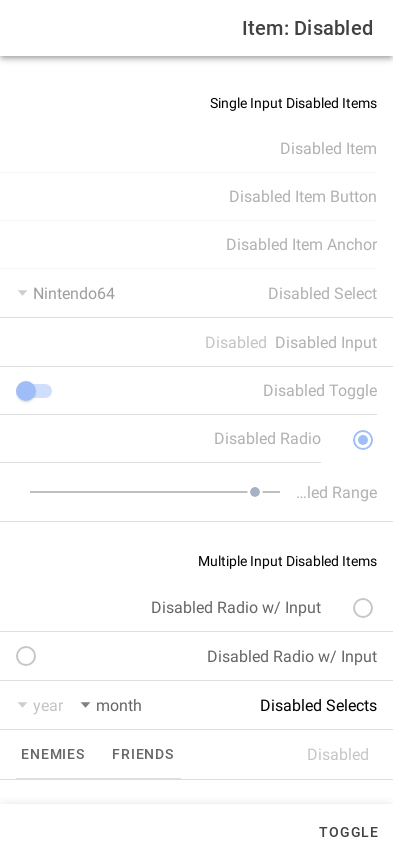 Item: Disabled
Single Input Disabled Items
Disabled Item
Disabled Item Button
Disabled Item Anchor
Disabled Select Nintendo64
Disabled Input Disabled
Disabled Toggle
Disabled Radio
...led Range
Multiple Input Disabled Items
Disabled Radio w/ Input
Disabled Radio w/ Input
Disabled Selects month year
Disabled FRIENDS ENEMIES
TOGGLE